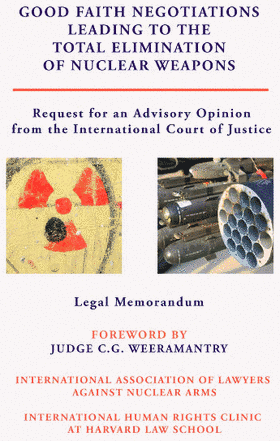 GOOD FAITH NEGOTIATIONS
LEADING TO THE
TOTAL ELIMINATION
OF NUCLEAR WEAPONS
Request for an Advisory Opinion
from the International Court of Justice
Legal Memorandum
FOREWORD BY
JUDGE C.G. WEERAMANTRY
INTERNATIONAL ASSOCIATION OF LAWYERS
AGAINST NUCLEAR ARMS
INTERNATIONAL HUMAN RIGHTS CLINIC
AT HARVARD LAW SCHOOL